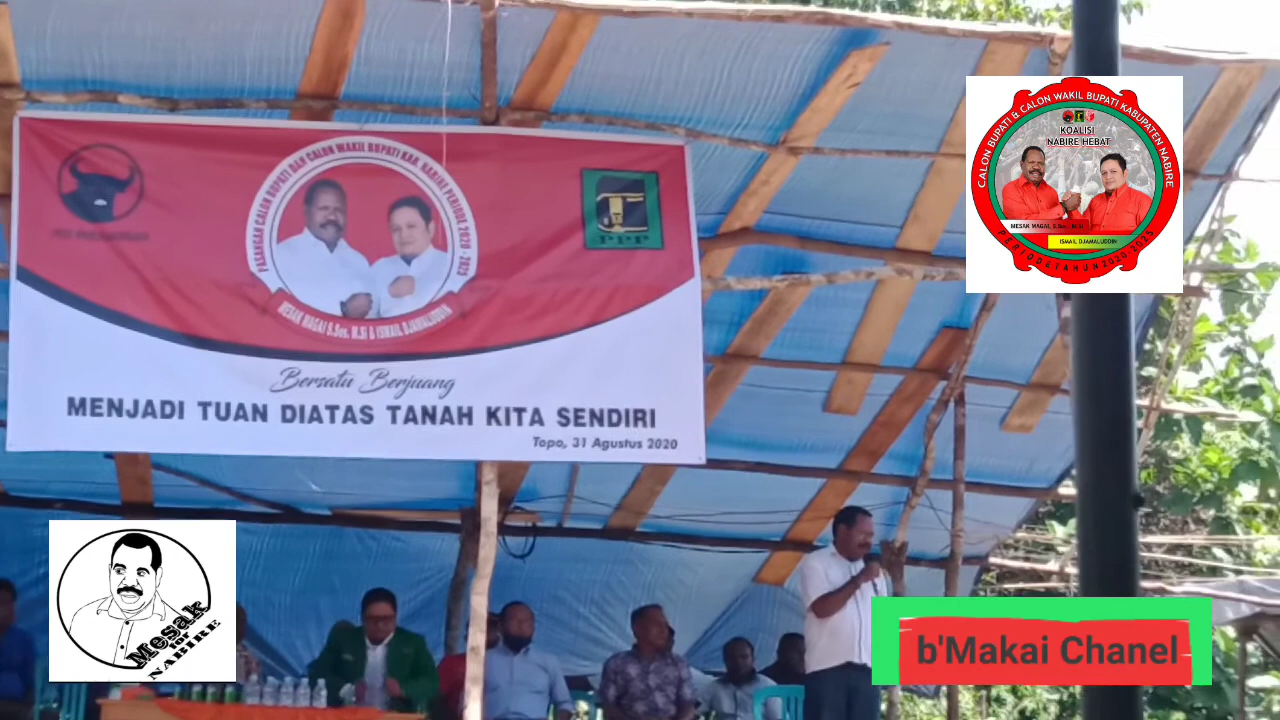 PASANGAN CALON BUPATI DAN CALON WAKIL BUPATI KAB. NABIRE PERIODE 2020 - 2025
PPP
MESAK MAGAI S.Sos, M.Si & ISMAIL DJAMALUDDIN
Bersatu Berjuang
MENJADI TUAN DIATAS TANAH KITA SENDIRI
Topo, 31 Agustus 2020
CALON BUPATI & CALON WAKIL BUPATI KABUPATEN NABIRE
KOALISI
NABIRE HEBAT
MESAK MAGAI, S.Sos., M.Si
ISMAIL DJAMALUDDIN
PERIODE TAHUN 2020-2025
Mesak
for
NABIRE
b'Makai Chanel